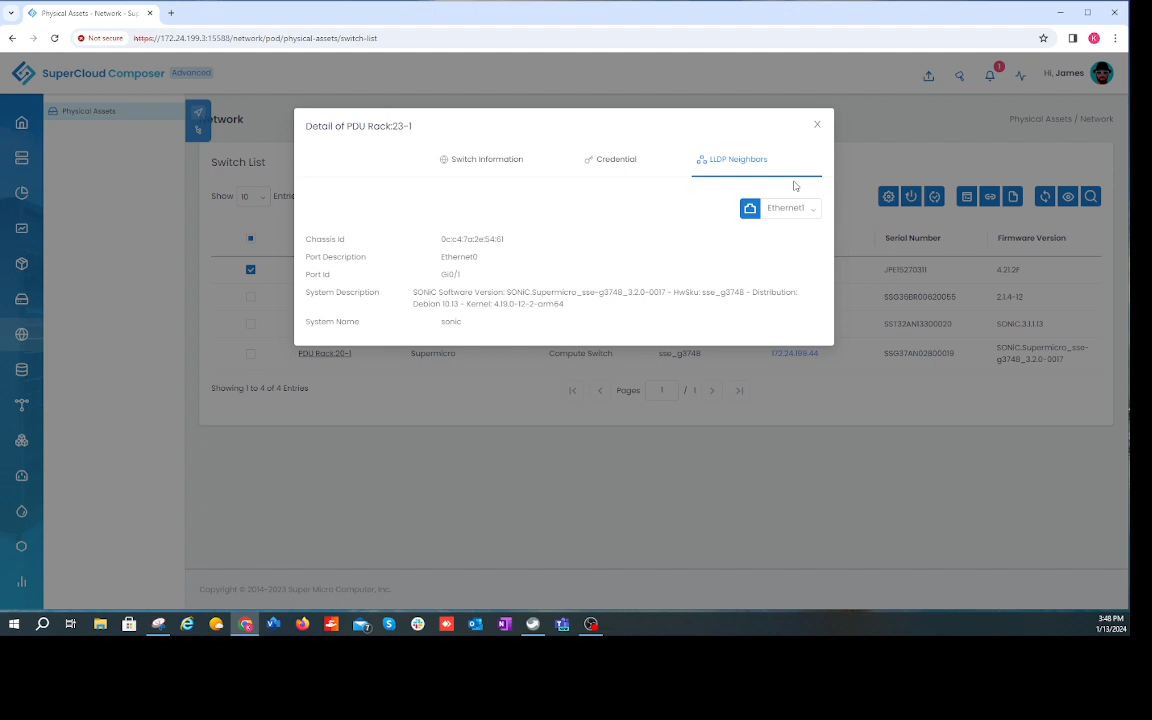 Physical Assets - Network - Sup
Not secure https://172.24.199.3:15588/network/pod/physical-assets/switch-list
K
SuperCloud Composer Advanced
1
Hi, James
Physical Assets
etwork
Physical Assets / Network
Switch List
Show 10 Entrie
Serial Number Firmware Version
JPE15270311 4.21.2F
SSG36BR00620055 2.1.4-12
SST32AN13300020 SONiC.3.1.1.13
PDU Rack:20-1 Supermicro Compute Switch sse_g3748 172.24.199.44 SSG37AN02800019 SONiC.Supermicro_sse-
g3748_3.2.0-0017
Showing 1 to 4 of 4 Entries
Pages 1 / 1
Detail of PDU Rack:23-1
Switch Information Credential LLDP Neighbors
Ethernet1
Chassis Id 0c:c4:7a:2e:54:61
Port Description Ethernet0
Port Id Gi0/1
System Description SONiC Software Version: SONiC.Supermicro_sse-g3748_3.2.0-0017 - HwSku: sse_g3748 - Distribution:
Debian 10.13 - Kernel: 4.19.0-12-2-arm64
System Name sonic
Copyright © 2014-2023 Super Micro Computer, Inc.
7
3:48 PM
1/13/2024